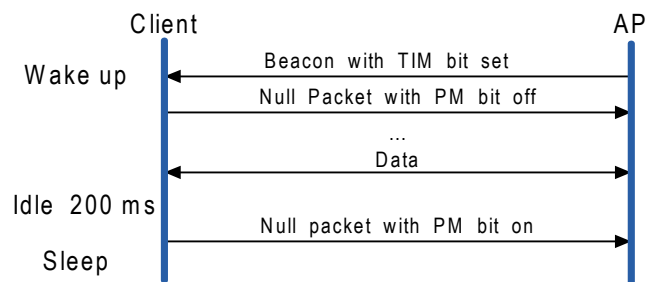 Client
AP
Beacon with TIM bit set
Wake up
Null Packet with PM bit off
...
Data
Idle 200 ms
Null packet with PM bit on
Sleep